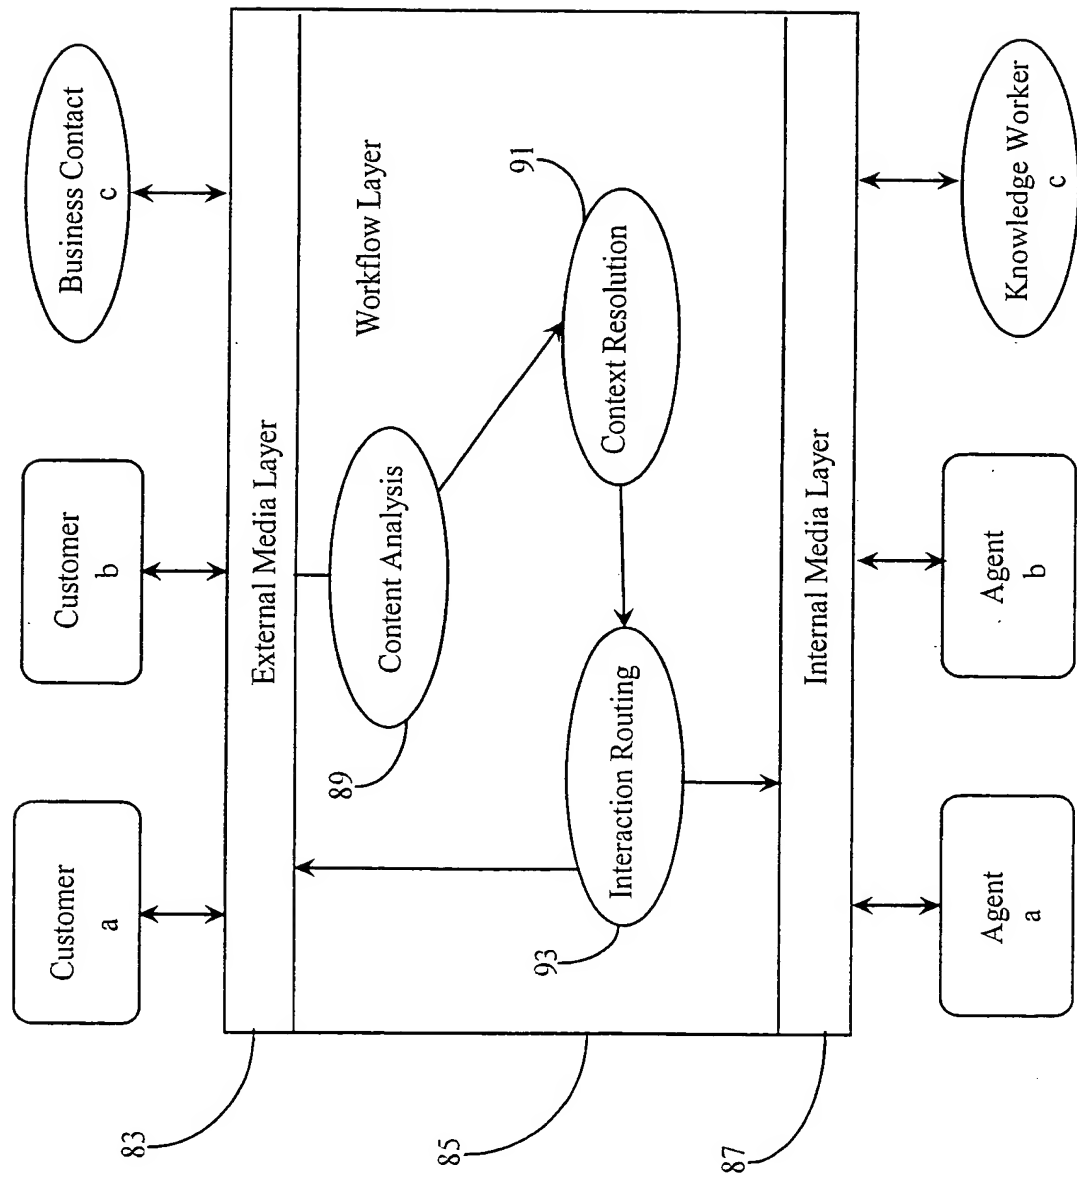 Customer
a
Customer
b
Business Contact
c
83
External Media Layer
Workflow Layer
89
Content Analysis
91
85
93
Interaction Routing
Context Resolution
87
Internal Media Layer
Agent
a
Agent
b
Knowledge Worker
c